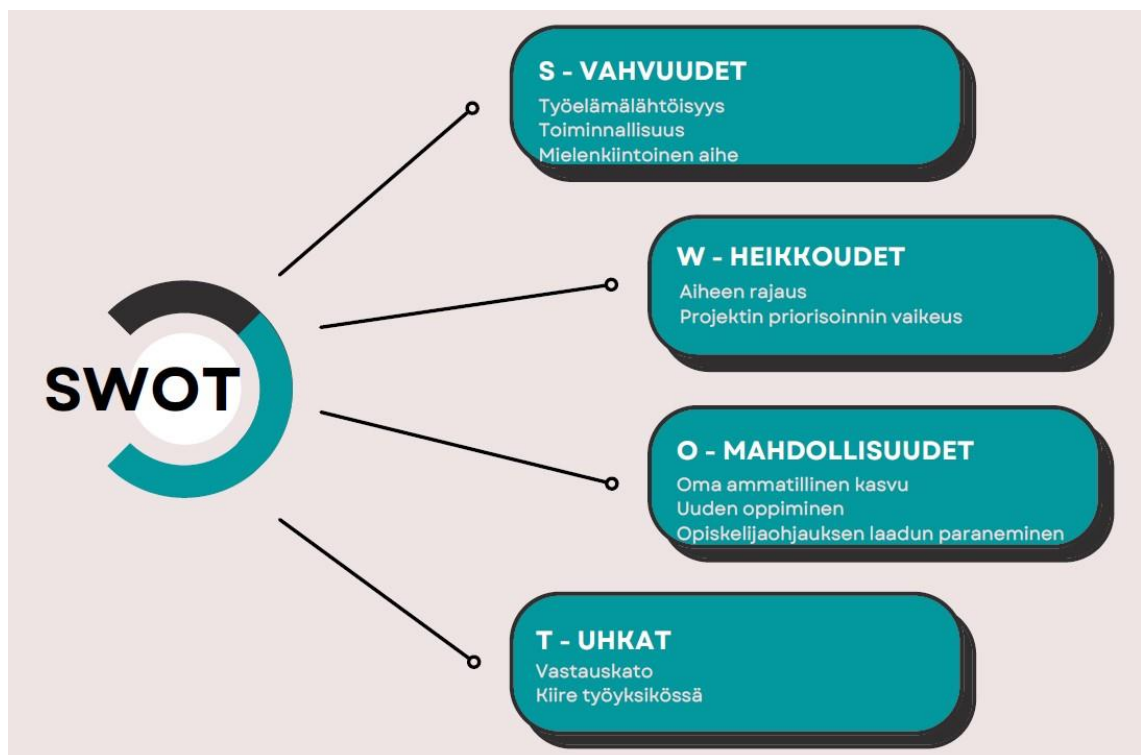 S - VAHVUUDET
Työelämälähtöisyys
Toiminnallisuus
Mielenkiintoinen aihe
W - HEIKKOUDET
Aiheen rajaus
Projektin priorisoinnin vaikeus
SWOT
O - MAHDOLLISUUDET
Oma ammatillinen kasvu
Uuden oppiminen
Opiskelijaohjauksen laadun paraneminen
T - UHKAT
Vastauskato
Kiire työyksikössä